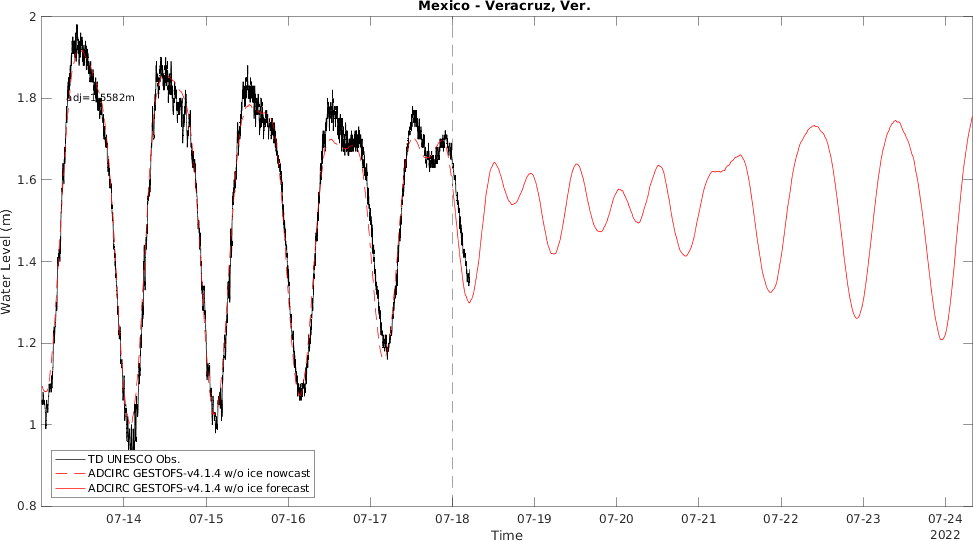 Mexico - Veracruz, Ver.
2
1.8
1.6
1.4
1.2
1
0.8
Water Level (m)
adj=1.5582m
TD UNESCO Obs.
ADCIRC GESTOFS-v4.1.4 w/o ice nowcast
ADCIRC GESTOFS-v4.1.4 w/o ice forecast
07-14 07-15 07-16 07-17 07-18 07-19 07-20 07-21 07-22 07-23 07-24
2022
Time